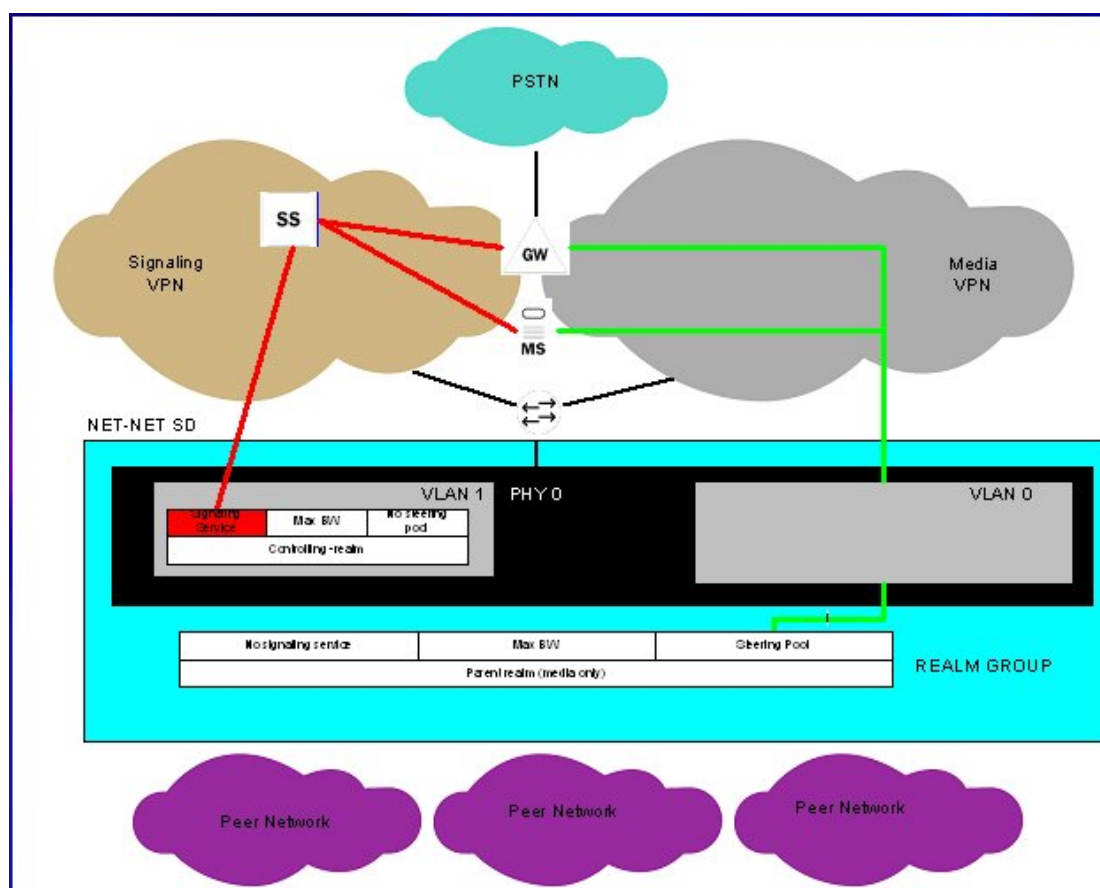 PSTN
SS
Signaling
VPN
GW
Media
VPN
MS
NET-NET SD
VLAN 1
PHY 0
VLAN 0
Signaling
Service
Max BW
No steering
pool
Controlling-realm
No signaling service
Max BW
Steering Pool
Parent realm (media only)
REALM GROUP
Peer Network
Peer Network
Peer Network